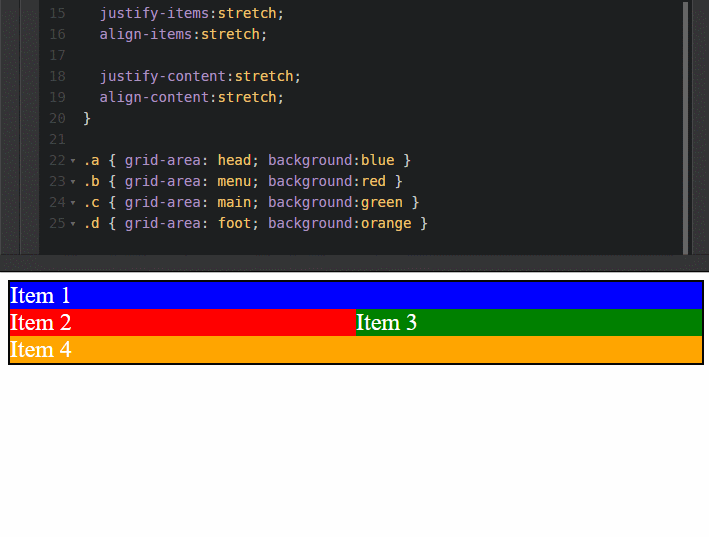 15 justify-items:stretch;
16 align-items:stretch;
17
18 justify-content:stretch;
19 align-content:stretch;
20 }
21
22 .a { grid-area: head; background:blue }
23 .b { grid-area: menu; background:red }
24 .c { grid-area: main; background:green }
25 .d { grid-area: foot; background:orange }
Item 1
Item 2 Item 3
Item 4